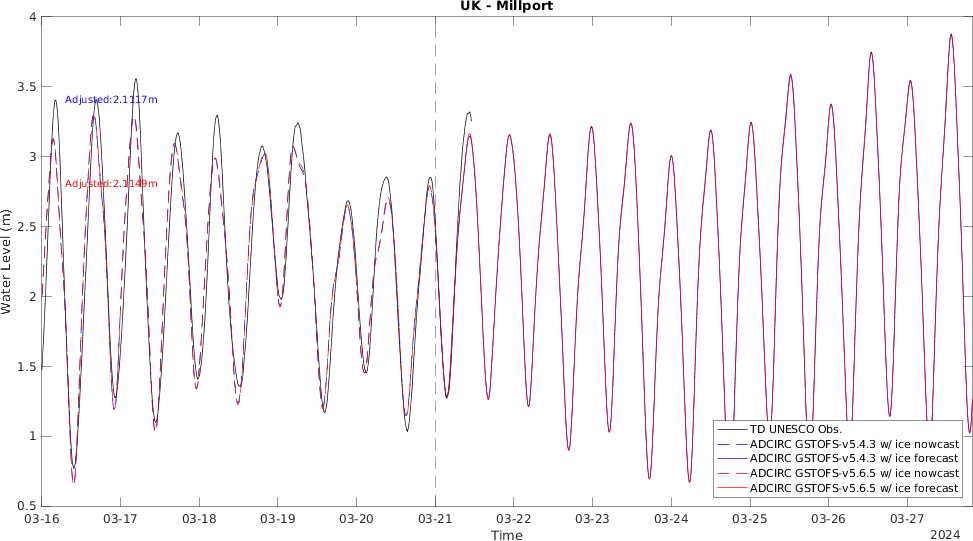 UK - Millport
Water Level (m)
4
3.5
3
2.5
2
1.5
1
0.5
Adjusted:2.1117m
Adjusted:2.1149m
TD UNESCO Obs.
ADCIRC GSTOFS-v5.4.3 w/ ice nowcast
ADCIRC GSTOFS-v5.4.3 w/ ice forecast
ADCIRC GSTOFS-v5.6.5 w/ ice nowcast
ADCIRC GSTOFS-v5.6.5 w/ ice forecast
03-16 03-17 03-18 03-19 03-20 03-21 03-22 03-23 03-24 03-25 03-26 03-27
Time
2024